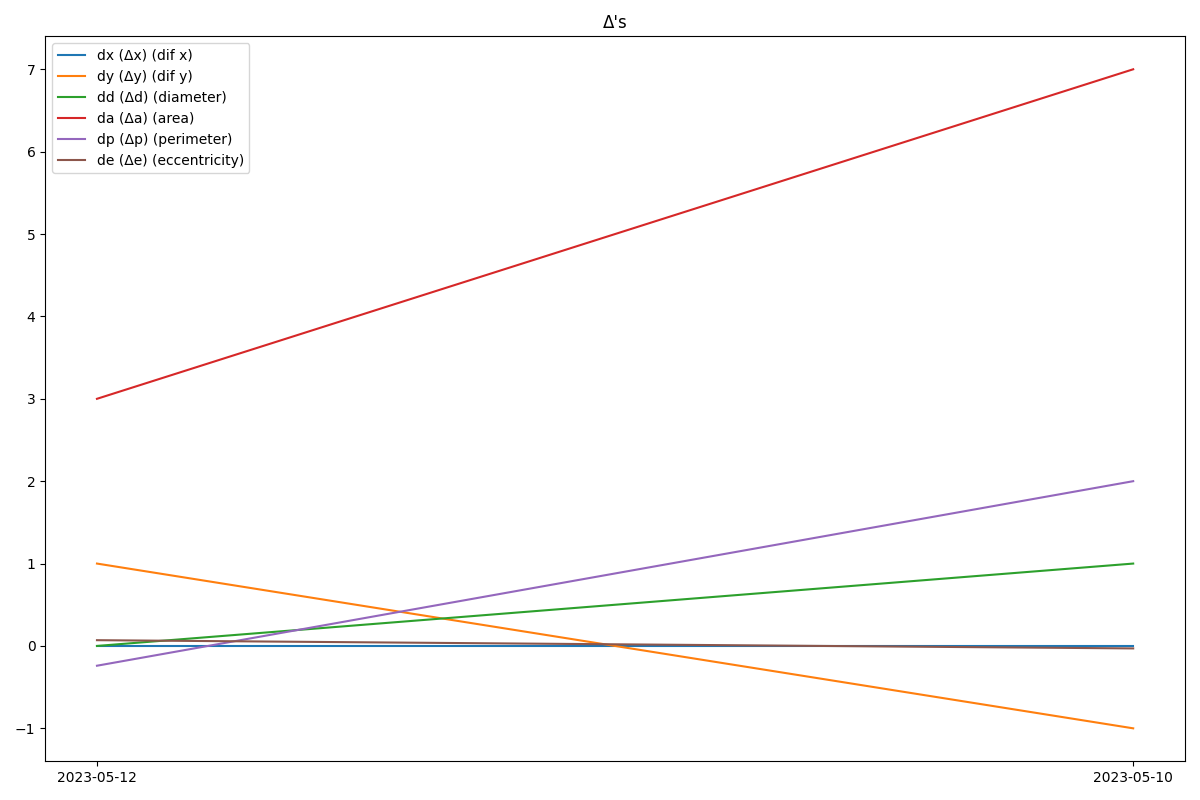 Δ's
dx (Δx) (dif x)
dy (Δy) (dif y)
dd (Δd) (diameter)
da (Δa) (area)
dp (Δp) (perimeter)
de (Δe) (eccentricity)
7
6
5
4
3
2
1
0
−1
2023-05-12 2023-05-10